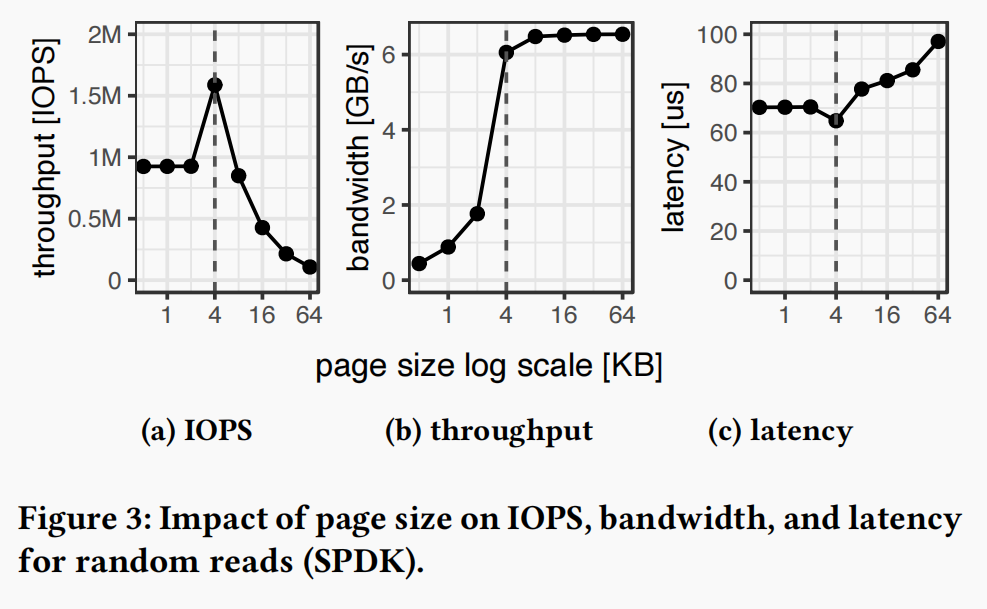 throughput [IOPS]
2M
1.5M
1M
0.5M
0
1 4 16 64
bandwidth [GB/s]
6
4
2
0
1 4 16 64
latency [us]
100
80
60
40
20
0
1 4 16 64
page size log scale [KB]
(a) IOPS
(b) throughput
(c) latency
Figure 3: Impact of page size on IOPS, bandwidth, and latency
for random reads (SPDK).